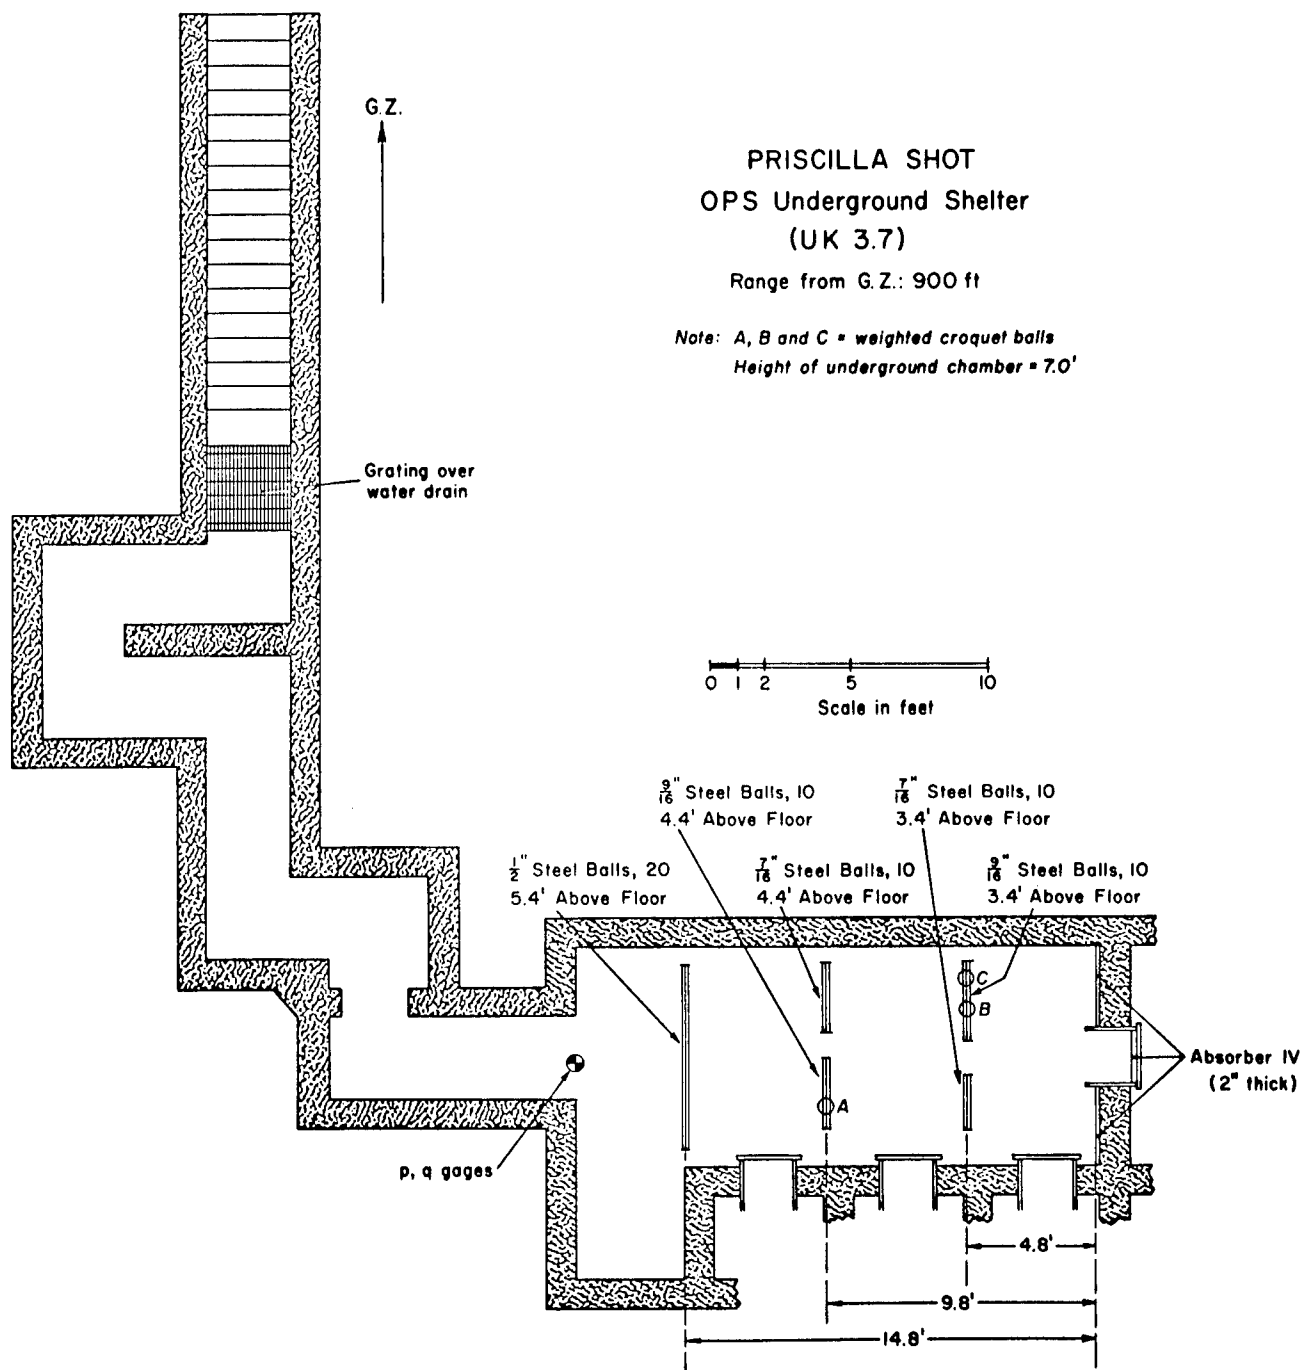 G.Z.
PRISCILLA SHOT
OPS Underground Shelter
(UK 3.7)
Range from G.Z.: 900 ft
Note: A, B and C = weighted croquet balls
Height of underground chamber = 7.0'
Grating over
water drain
0 1 2 5 10
Scale in feet
9/16" Steel Balls, 10
4.4' Above Floor
7/16" Steel Balls, 10
3.4' Above Floor
1/2" Steel Balls, 20
5.4' Above Floor
7/16" Steel Balls, 10
4.4' Above Floor
9/16" Steel Balls, 10
3.4' Above Floor
C
B
A
Absorber IV
(2" thick)
p, q gages
4.8'
9.8'
14.8'